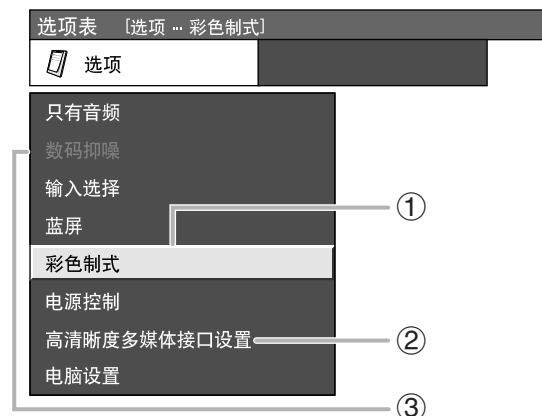 选项表 [选项 ··· 彩色制式]
选项
只有音频
数码抑噪
输入选择
蓝屏
彩色制式
电源控制
高清晰度多媒体接口设置
电脑设置
①
②
③